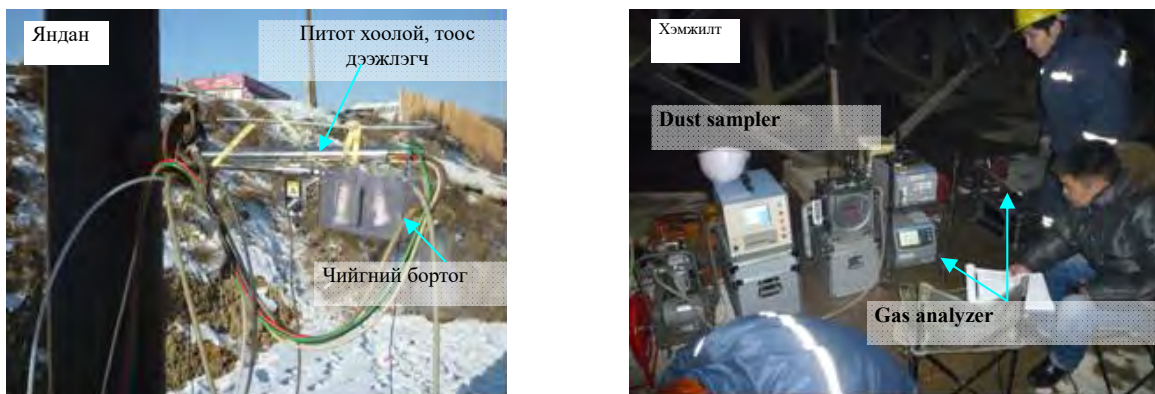 Яндан
Питот хоолой, тоос
дээжлэгч
Чийгний бортог
Хэмжилт
Dust sampler
Gas analyzer